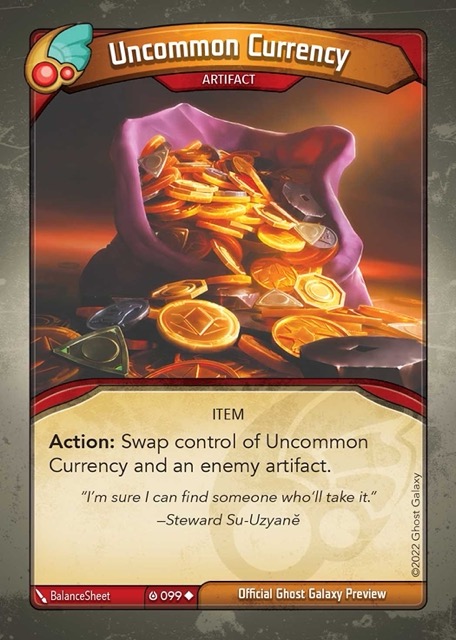 Uncommon Currency
ARTIFACT
ITEM
Action: Swap control of Uncommon
Currency and an enemy artifact.
“I’m sure I can find someone who’ll take it.”
–Steward Su-Uzyaně
©2022 Ghost Galaxy
BalanceSheet
099
Official Ghost Galaxy Preview